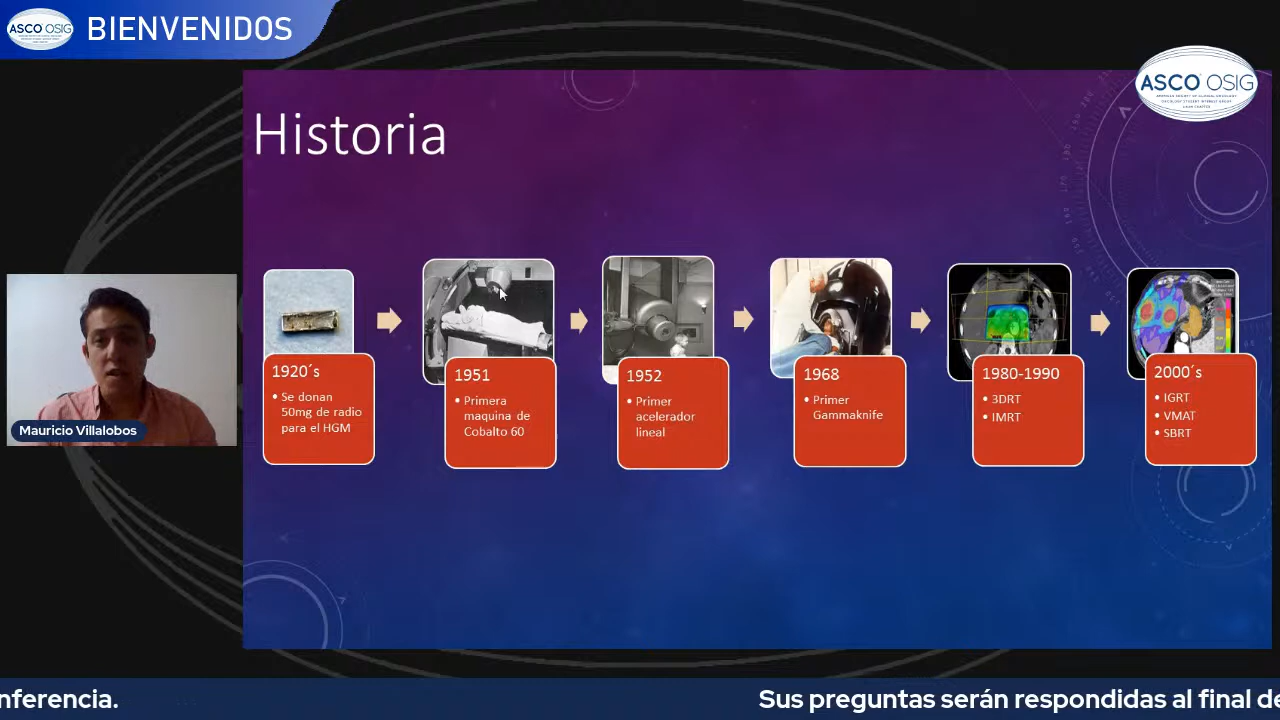 ASCO OSIG
BIENVENIDOS
ASCO OSIG
Historia
1920´s
• Se donan
50mg de radio
para el HGM
1951
• Primera
maquina de
Cobalto 60
1952
• Primer
acelerador
lineal
1968
• Primer
Gammaknife
1980-1990
• 3DRT
• IMRT
2000´s
• IGRT
• VMAT
• SBRT
Mauricio Villalobos
nferencia.
Sus preguntas serán respondidas al final de